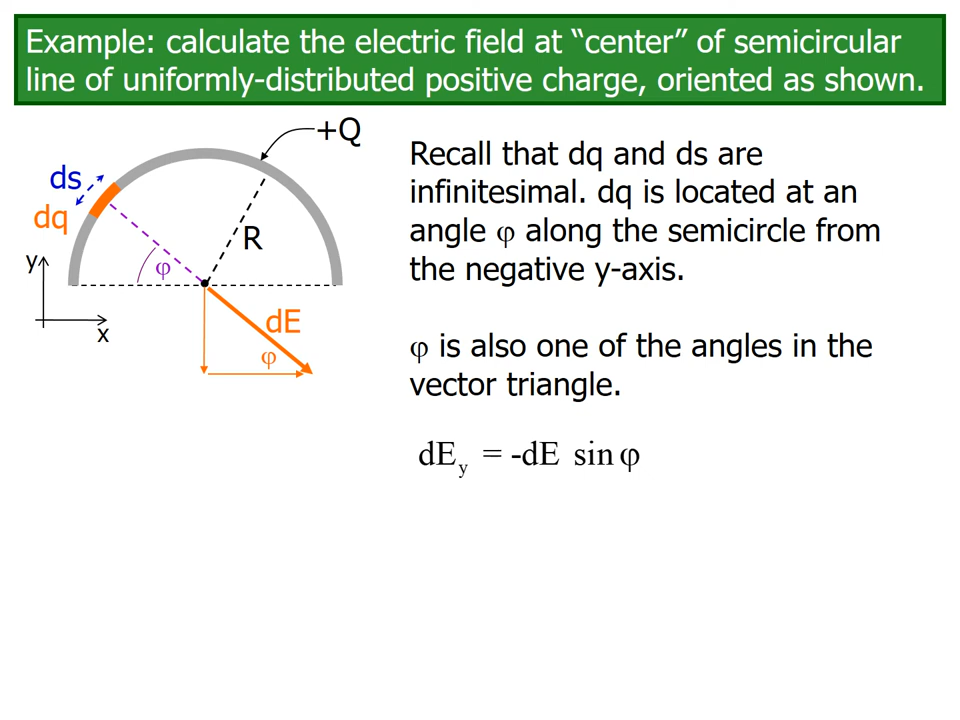 Example: calculate the electric field at “center” of semicircular
line of uniformly-distributed positive charge, oriented as shown.
+Q
ds
dq
R
y
φ
x
dE
φ
Recall that dq and ds are
infinitesimal. dq is located at an
angle φ along the semicircle from
the negative y-axis.
φ is also one of the angles in the
vector triangle.
dEy = -dE sin φ